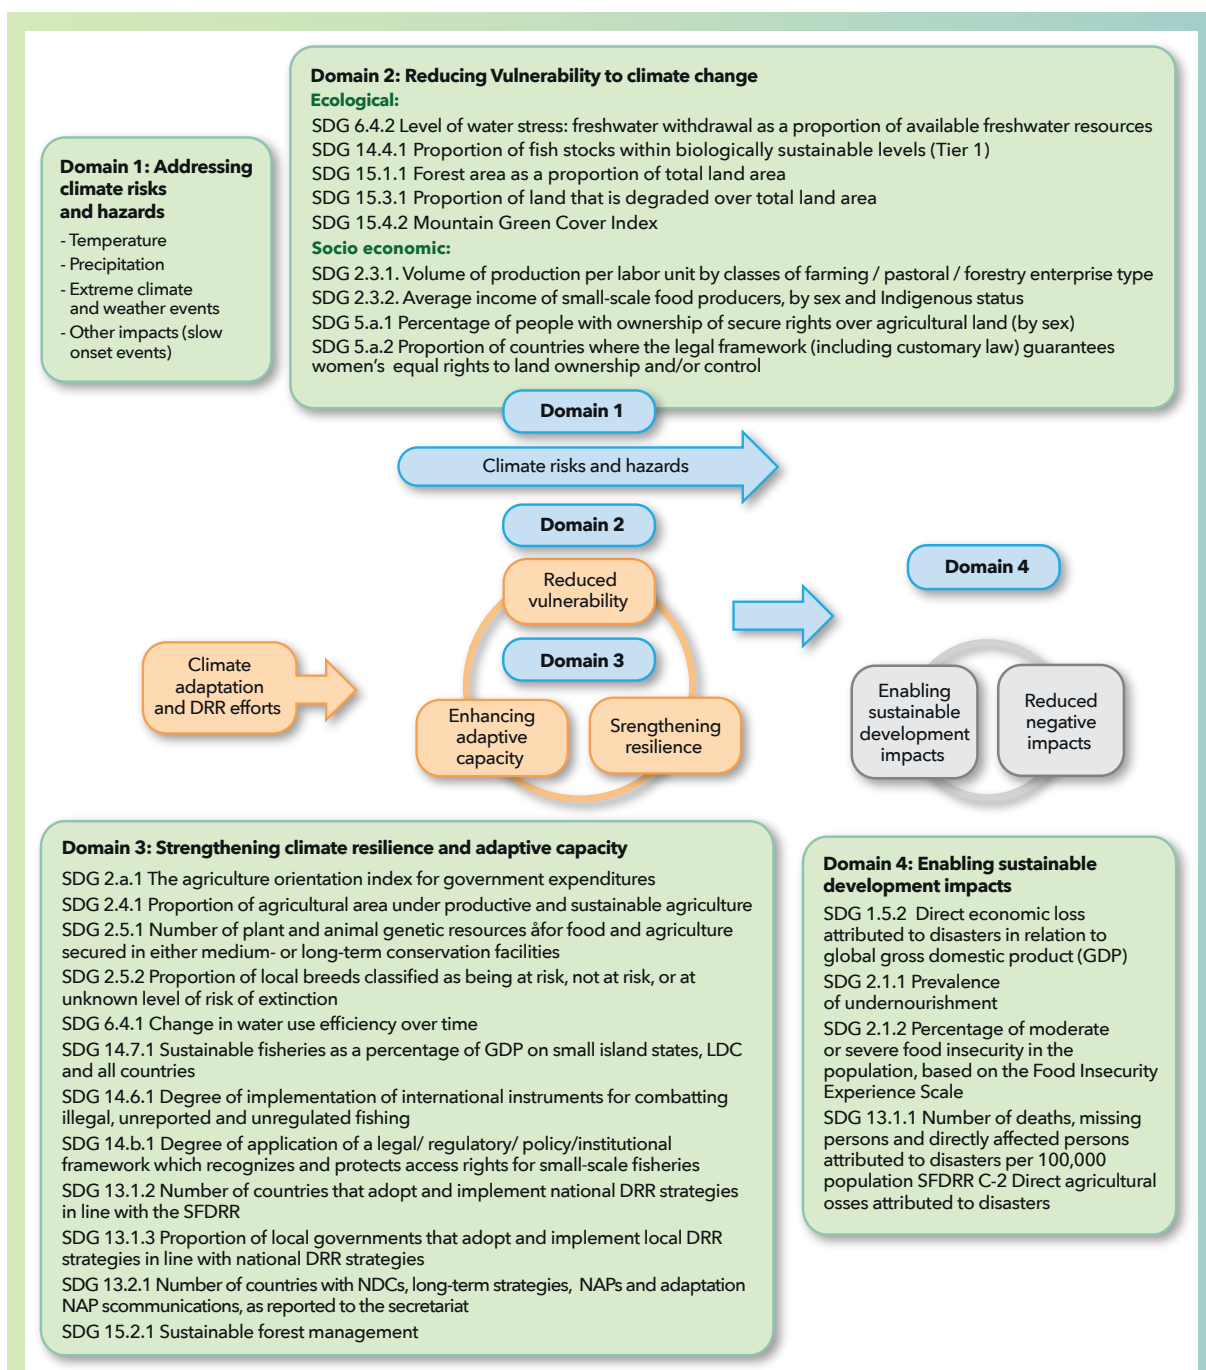 Domain 2: Reducing Vulnerability to climate change
Ecological:
SDG 6.4.2 Level of water stress: freshwater withdrawal as a proportion of available freshwater resources
SDG 14.4.1 Proportion of fish stocks within biologically sustainable levels (Tier 1)
SDG 15.1.1 Forest area as a proportion of total land area
SDG 15.3.1 Proportion of land that is degraded over total land area
SDG 15.4.2 Mountain Green Cover Index
Socio economic:
SDG 2.3.1. Volume of production per labor unit by classes of farming / pastoral / forestry enterprise type
SDG 2.3.2. Average income of small-scale food producers, by sex and Indigenous status
SDG 5.a.1 Percentage of people with ownership of secure rights over agricultural land (by sex)
SDG 5.a.2 Proportion of countries where the legal framework (including customary law) guarantees
women's equal rights to land ownership and/or control
Domain 1: Addressing
climate risks
and hazards
- Temperature
- Precipitation
- Extreme climate
and weather events
- Other impacts (slow
onset events)
Domain 1
Climate risks and hazards
Domain 2
Reduced
vulnerability
Domain 3
Enhancing
adaptive
capacity
Srengthening
resilience
Climate
adaptation
and DRR efforts
Domain 4
Enabling
sustainable
development
impacts
Reduced
negative
impacts
Domain 3: Strengthening climate resilience and adaptive capacity
SDG 2.a.1 The agriculture orientation index for government expenditures
SDG 2.4.1 Proportion of agricultural area under productive and sustainable agriculture
SDG 2.5.1 Number of plant and animal genetic resources åfor food and agriculture
secured in either medium- or long-term conservation facilities
SDG 2.5.2 Proportion of local breeds classified as being at risk, not at risk, or at
unknown level of risk of extinction
SDG 6.4.1 Change in water use efficiency over time
SDG 14.7.1 Sustainable fisheries as a percentage of GDP on small island states, LDC
and all countries
SDG 14.6.1 Degree of implementation of international instruments for combatting
illegal, unreported and unregulated fishing
SDG 14.b.1 Degree of application of a legal/ regulatory/ policy/institutional
framework which recognizes and protects access rights for small-scale fisheries
SDG 13.1.2 Number of countries that adopt and implement national DRR strategies
in line with the SFDRR
SDG 13.1.3 Proportion of local governments that adopt and implement local DRR
strategies in line with national DRR strategies
SDG 13.2.1 Number of countries with NDCs, long-term strategies, NAPs and adaptation
NAP scommunications, as reported to the secretariat
SDG 15.2.1 Sustainable forest management
Domain 4: Enabling sustainable
development impacts
SDG 1.5.2 Direct economic loss
attributed to disasters in relation to
global gross domestic product (GDP)
SDG 2.1.1 Prevalence
of undernourishment
SDG 2.1.2 Percentage of moderate
or severe food insecurity in the
population, based on the Food Insecurity
Experience Scale
SDG 13.1.1 Number of deaths, missing
persons and directly affected persons
attributed to disasters per 100,000
population SFDRR C-2 Direct agricultural
osses attributed to disasters